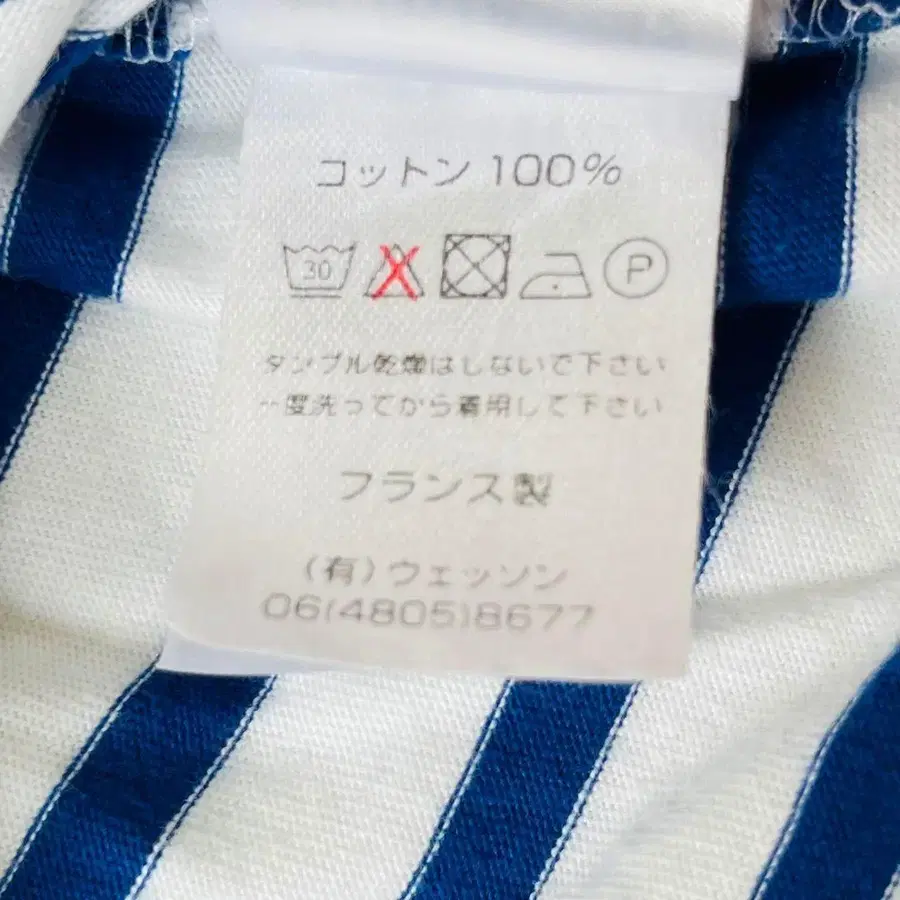 コットン 100%
30 P
タンブル乾燥はしないで下さい
一度洗ってから着用して下さい
フランス製
(有)ウェッソン
06(4805)8677